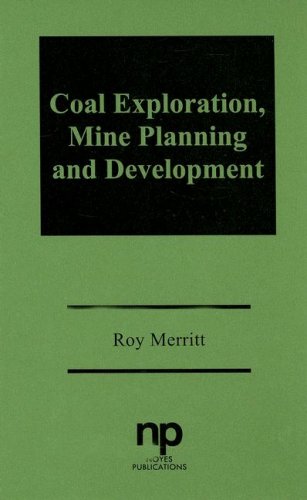 Coal Exploration,
Mine Planning
and Development
Roy Merritt
np
NOYES
PUBLICATIONS